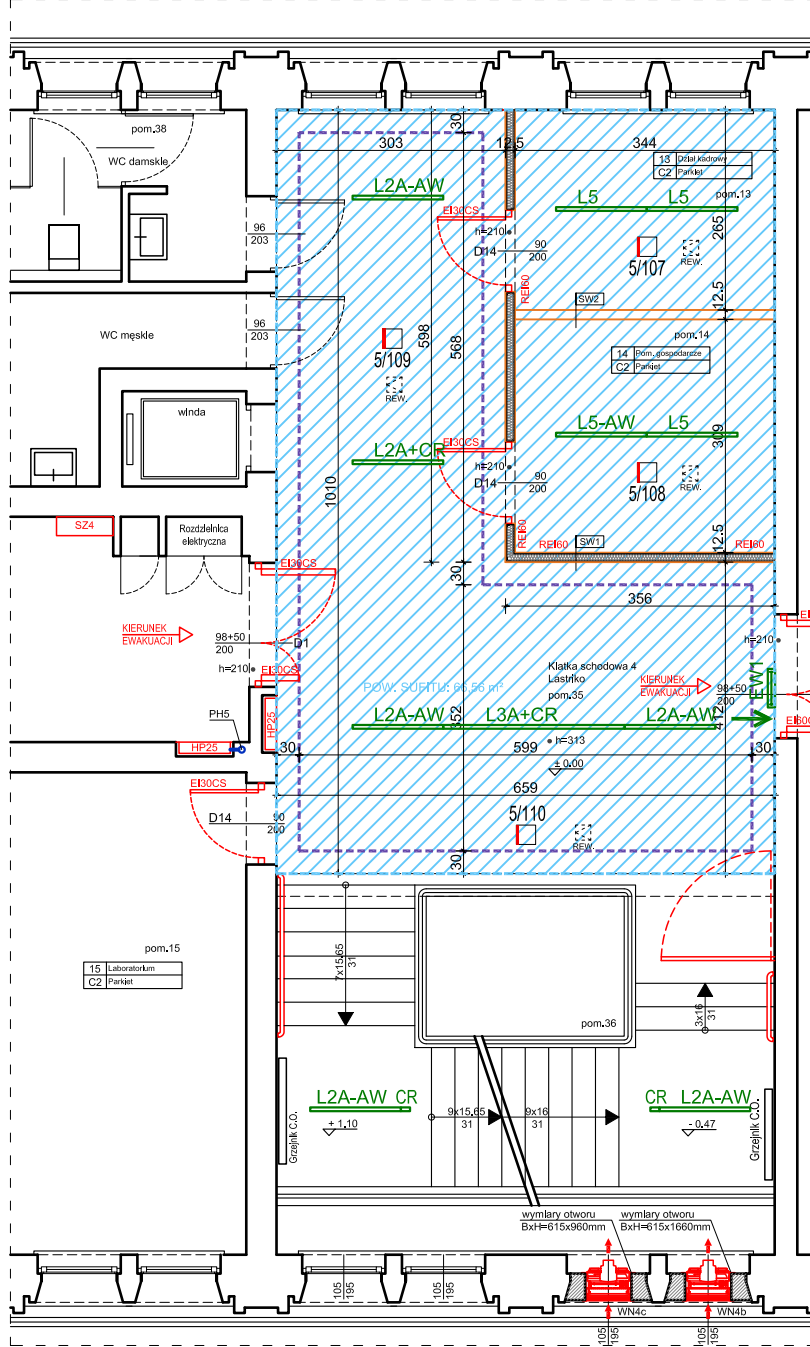 pom.38
WC damskie
30
303
12.5
344
13 Dział kadrowy
C2 Parkiet
pom.13
L2A-AW
L5
L5
EI30CS
96
203
h=210
D14
90
200
265
5/107
REW.
REI60
SW2
12.5
WC męskie
96
203
598
568
5/109
REW.
pom.14
14 Pom. gospodarcze
C2 Parkiet
winda
L5-AW
L5
309
L2A+CR
EI30CS
h=210
D14
90
200
5/108
REW.
1010
SZ4
Rozdzielnica
elektryczna
REI60
REI60
SW1
REI60
12.5
EI30CS
30
356
KIERUNEK
EWAKUACJI
98+50
200
D1
h=210
h=210
EI
Klatka schodowa 4
Lastriko
pom.35
KIERUNEK
EWAKUACJI
98+50
200
EW1
EI30CS
POW. SUFITU: 66,56 m²
HP25
PH5
HP25
L2A-AW
L3A+CR
L2A-AW
352
412
EI30C
h=313
30
599
30
± 0.00
EI30CS
659
D14
90
200
5/110
REW.
30
pom.15
15 Laboratorium
C2 Parkiet
7x15.65
31
3x16
31
pom.36
L2A-AW CR
CR L2A-AW
9x15.65
31
9x16
31
+ 1.10
- 0.47
Grzejnik C.O.
Grzejnik C.O.
wymiary otworu
BxH=615x960mm
wymiary otworu
BxH=615x1660mm
105
195
105
195
WN4c
WN4b
105
195
105
195